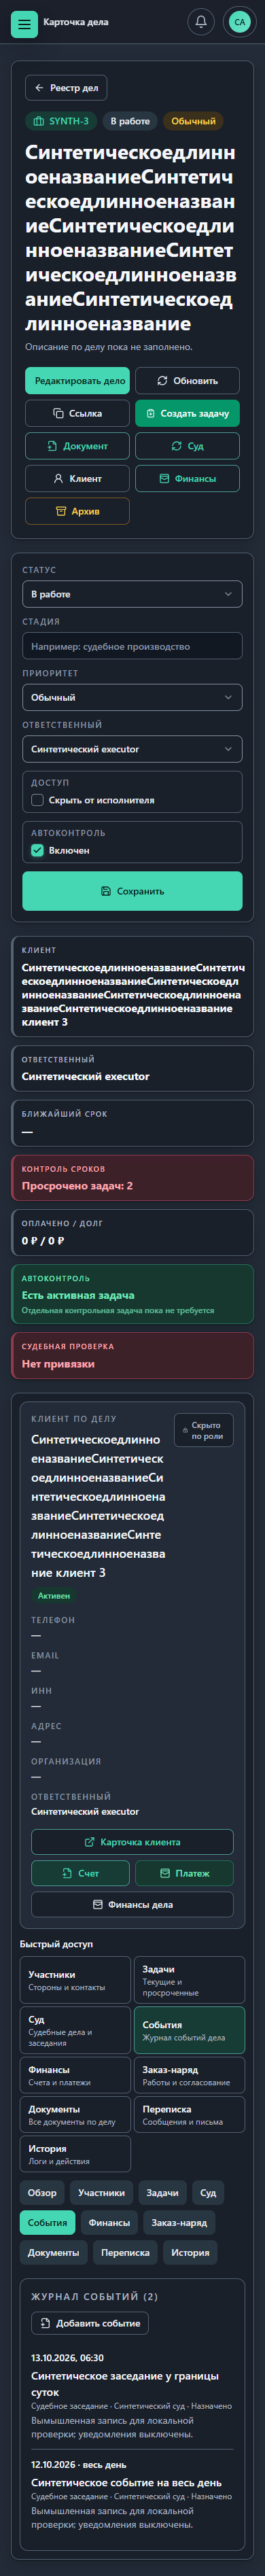 Карточка дела
СА
Реестр дел
SYNTH-3
В работе
Обычный
Синтетическоедлинн
оеназваниеСинтети
ческоедлинноеназв
аниеСинтетическоед
линноеназваниеСи
нтетическоедлинн
оеназваниеСинтет
ическоедлинноеназв
аниеСинтетическоед
линноеназвание
Описание по делу пока не заполнено.
Редактировать дело
Обновить
Ссылка
Создать задачу
Документ
Суд
Клиент
Финансы
Архив
СТАТУС
В работе
СТАДИЯ
Например: судебное производство
ПРИОРИТЕТ
Обычный
ОТВЕТСТВЕННЫЙ
Синтетический executor
ДОСТУП
Скрыть от исполнителя
АВТОКОНТРОЛЬ
Включен
Сохранить
КЛИЕНТ
СинтетическоедлинноеназваниеСинтетич
ескоедлинноеназваниеСинтетическоедл
инноеназваниеСинтетическоедлинноена
званиеСинтетическоедлинноеназвание
клиент 3
ОТВЕТСТВЕННЫЙ
Синтетический executor
БЛИЖАЙШИЙ СРОК
—
КОНТРОЛЬ СРОКОВ
Просрочено задач: 2
ОПЛАЧЕНО / ДОЛГ
0 ₽ / 0 ₽
АВТОКОНТРОЛЬ
Есть активная задача
Отдельная контрольная задача пока не требуется
СУДЕБНАЯ ПРОВЕРКА
Нет привязки
КЛИЕНТ ПО ДЕЛУ
Скрыто
по роли
Синтетическоедлинно
еназваниеСинтетическ
оедлинноеназваниеСи
нтетическоедлинноена
званиеСинтетическоед
линноеназваниеСинте
тическоедлинноеназва
ние клиент 3
Активен
ТЕЛЕФОН
—
EMAIL
—
ИНН
—
АДРЕС
—
ОРГАНИЗАЦИЯ
—
ОТВЕТСТВЕННЫЙ
Синтетический executor
Карточка клиента
Счет
Платеж
Финансы дела
Быстрый доступ
Участники
Стороны и контакты
Задачи
Текущие и
просроченные
Суд
Судебные дела и
заседания
События
Журнал событий дела
Финансы
Счета и платежи
Заказ-наряд
Работы и согласование
Документы
Все документы по делу
Переписка
Сообщения и письма
История
Логи и действия
Обзор
Участники
Задачи
Суд
События
Финансы
Заказ-наряд
Документы
Переписка
История
ЖУРНАЛ СОБЫТИЙ (2)
Добавить событие
13.10.2026, 06:30
Синтетическое заседание у границы
суток
Судебное заседание · Синтетический суд · Назначено
Вымышленная запись для локальной
проверки; уведомления выключены.
12.10.2026 · весь день
Синтетическое событие на весь день
Судебное заседание · Синтетический суд · Назначено
Вымышленная запись для локальной
проверки; уведомления выключены.